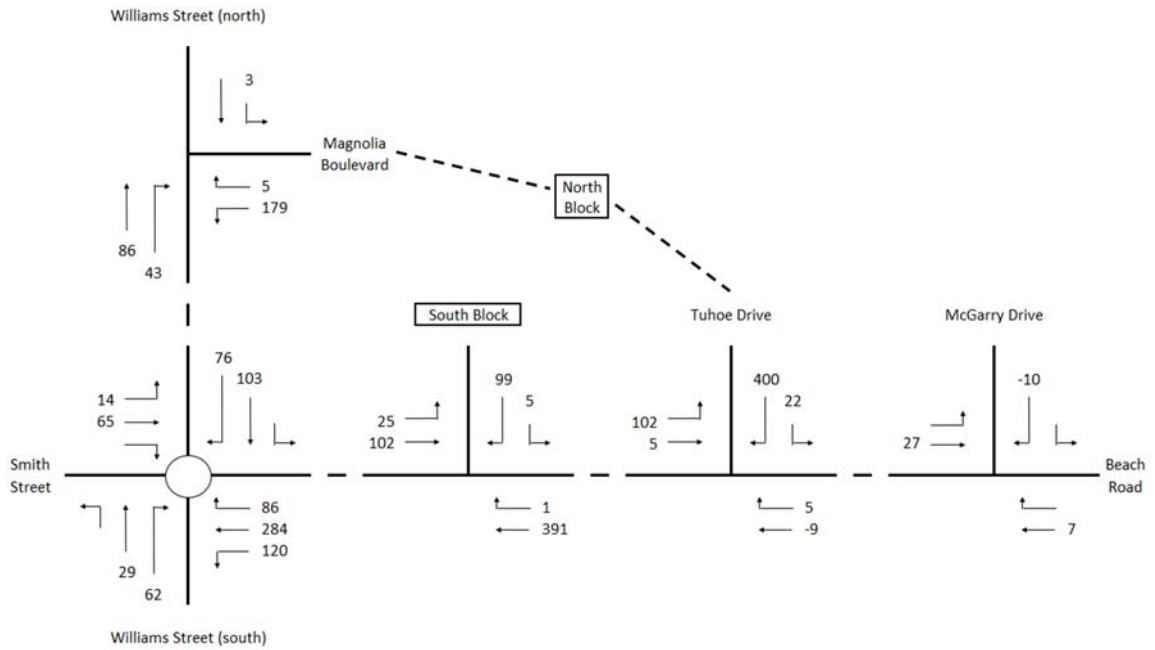 Williams Street (north)
3
Magnolia
Boulevard
5
179
North
Block
86
43
South Block
Tuhoe Drive
McGarry Drive
76
103
14
65
99
5
25
102
400
22
102
5
-10
27
Smith
Street
Beach
Road
86
284
120
1
391
5
-9
7
29
62
Williams Street (south)